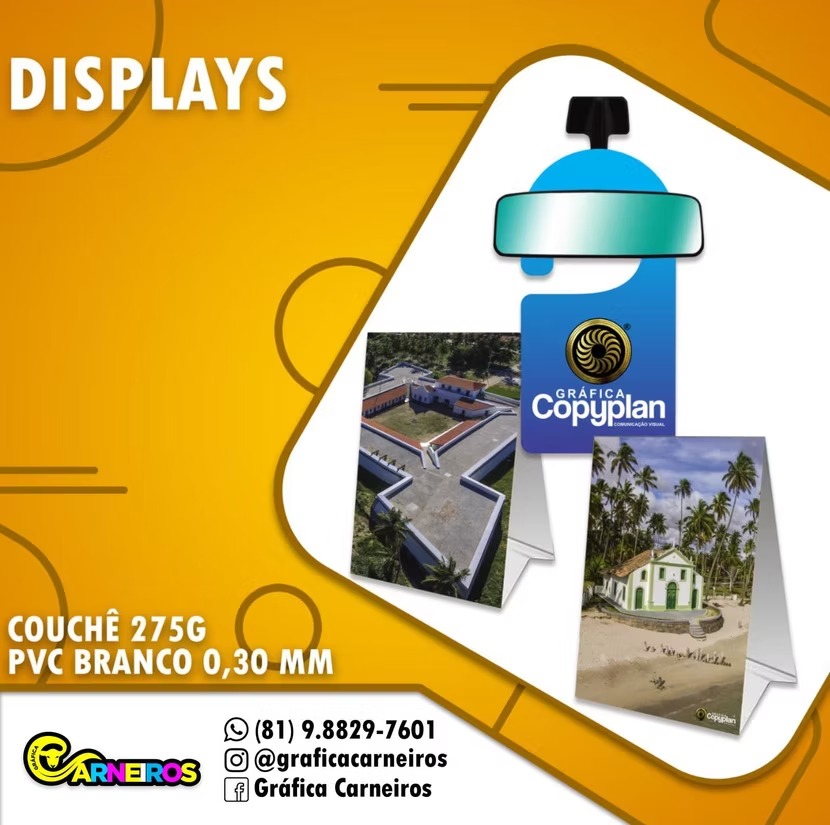 DISPLAYS
GRÁFICA
Copyplan
COMUNICAÇÃO VISUAL
®
Copyplan
COUCHÊ 275G
PVC BRANCO 0,30 MM
GRÁFICA
CARNEIROS
(81) 9.8829-7601
@graficacarneiros
Gráfica Carneiros